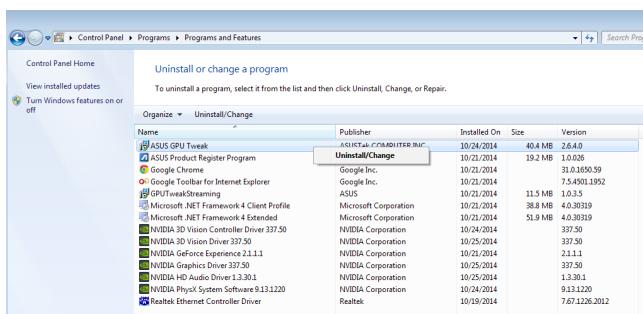 Control Panel ▸ Programs ▸ Programs and Features Search Pro
Control Panel Home
View installed updates
Turn Windows features on or off
Uninstall or change a program
To uninstall a program, select it from the list and then click Uninstall, Change, or Repair.
Organize Uninstall/Change
Name Publisher Installed On Size Version
ASUS GPU Tweak ASUSTek COMPUTER INC. 10/24/2014 40.4 MB 2.6.4.0
Uninstall/Change
ASUS Product Register Program 10/21/2014 19.2 MB 1.0.026
Google Chrome Google Inc. 10/21/2014 31.0.1650.59
Google Toolbar for Internet Explorer Google Inc. 10/21/2014 7.5.4501.1952
GPUTweakStreaming ASUS 10/21/2014 11.5 MB 1.0.3.5
Microsoft .NET Framework 4 Client Profile Microsoft Corporation 10/21/2014 38.8 MB 4.0.30319
Microsoft .NET Framework 4 Extended Microsoft Corporation 10/21/2014 51.9 MB 4.0.30319
NVIDIA 3D Vision Controller Driver 337.50 NVIDIA Corporation 10/24/2014 337.50
NVIDIA 3D Vision Driver 337.50 NVIDIA Corporation 10/25/2014 337.50
NVIDIA GeForce Experience 2.1.1.1 NVIDIA Corporation 10/21/2014 2.1.1.1
NVIDIA Graphics Driver 337.50 NVIDIA Corporation 10/25/2014 337.50
NVIDIA HD Audio Driver 1.3.30.1 NVIDIA Corporation 10/25/2014 1.3.30.1
NVIDIA PhysX System Software 9.13.1220 NVIDIA Corporation 10/24/2014 9.13.1220
Realtek Ethernet Controller Driver Realtek 10/19/2014 7.67.1226.2012